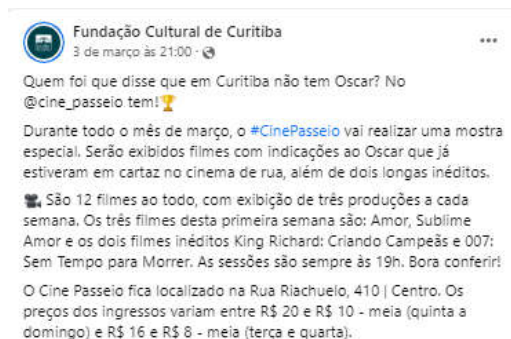 Fundação Cultural de Curitiba
3 de março às 21:00 ·
Quem foi que disse que em Curitiba não tem Oscar? No
@cine_passeio tem!🏆
Durante todo o mês de março, o #CinePasseio vai realizar uma mostra
especial. Serão exibidos filmes com indicações ao Oscar que já
estiveram em cartaz no cinema de rua, além de dois longas inéditos.
🎥 São 12 filmes ao todo, com exibição de três produções a cada
semana. Os três filmes desta primeira semana são: Amor, Sublime
Amor e os dois filmes inéditos King Richard: Criando Campeãs e 007:
Sem Tempo para Morrer. As sessões são sempre às 19h. Bora conferir!
O Cine Passeio fica localizado na Rua Riachuelo, 410 | Centro. Os
preços dos ingressos variam entre R$ 20 e R$ 10 - meia (quinta a
domingo) e R$ 16 e R$ 8 - meia (terça e quarta).